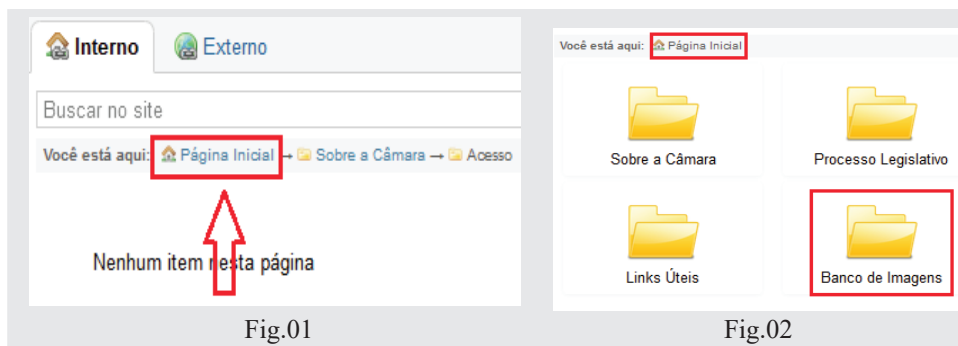 Interno Externo
Buscar no site
Você está aqui: Página Inicial → Sobre a Câmara → Acesso
Nenhum item nesta página
Fig.01
Você está aqui: Página Inicial
Sobre a Câmara Processo Legislativo
Links Úteis Banco de Imagens
Fig.02